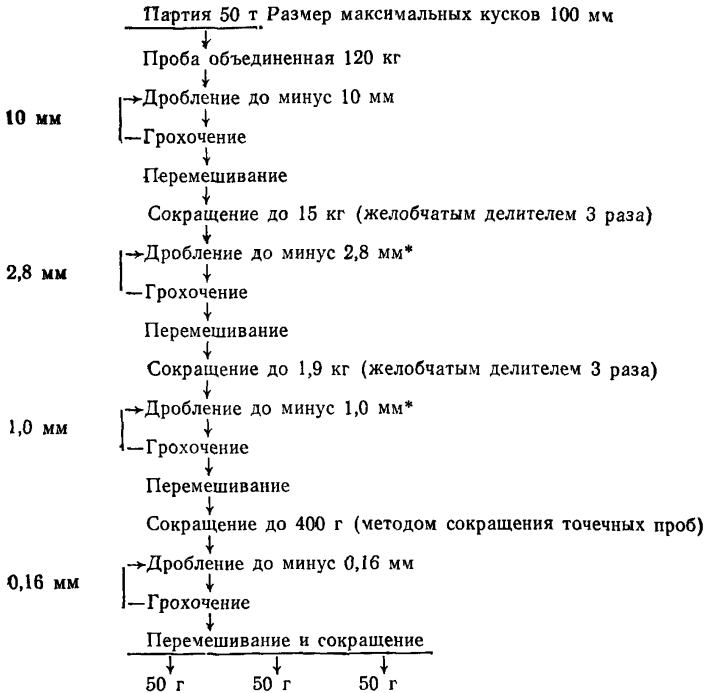 Партия 50 т Размер максимальных кусков 100 мм
Проба объединенная 120 кг
Дробление до минус 10 мм
10 мм
Грохочение
Перемешивание
Сокращение до 15 кг (желобчатым делителем 3 раза)
Дробление до минус 2,8 мм*
2,8 мм
Грохочение
Перемешивание
Сокращение до 1,9 кг (желобчатым делителем 3 раза)
Дробление до минус 1,0 мм*
1,0 мм
Грохочение
Перемешивание
Сокращение до 400 г (методом сокращения точечных проб)
Дробление до минус 0,16 мм
0,16 мм
Грохочение
Перемешивание и сокращение
50 г 50 г 50 г